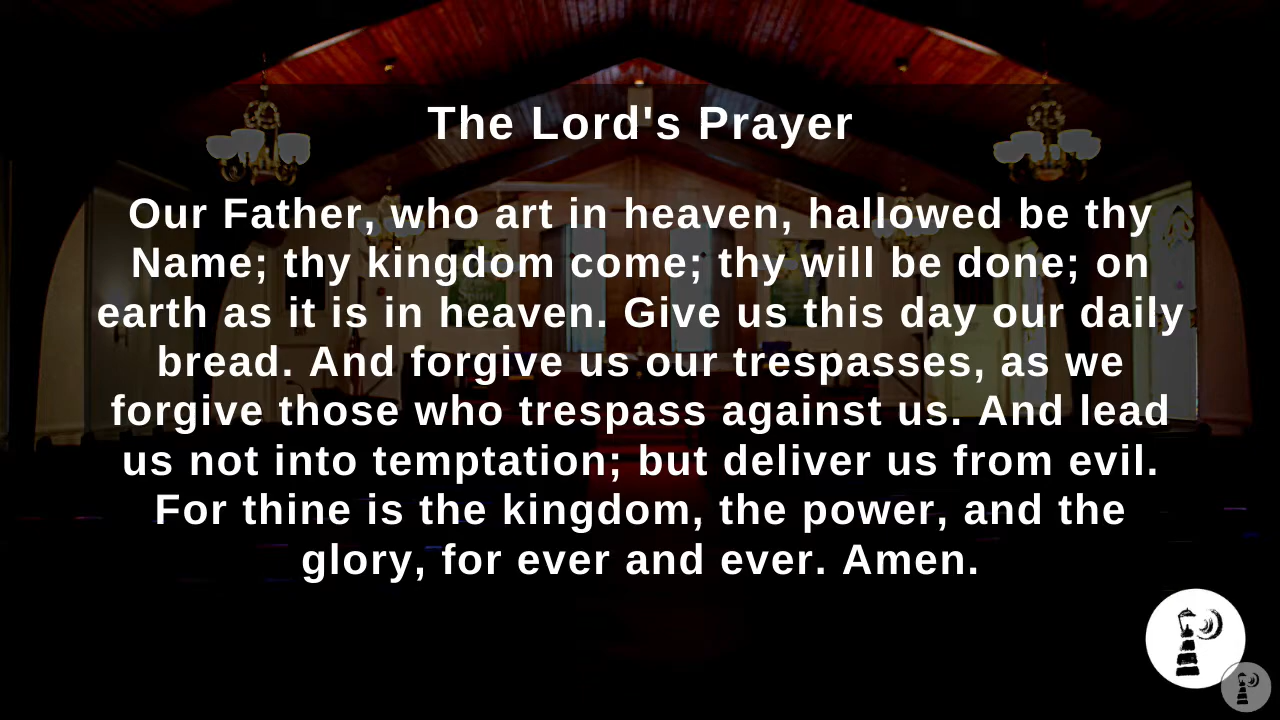 The Lord's Prayer
Our Father, who art in heaven, hallowed be thy
Name; thy kingdom come; thy will be done; on
earth as it is in heaven. Give us this day our daily
bread. And forgive us our trespasses, as we
forgive those who trespass against us. And lead
us not into temptation; but deliver us from evil.
For thine is the kingdom, the power, and the
glory, for ever and ever. Amen.